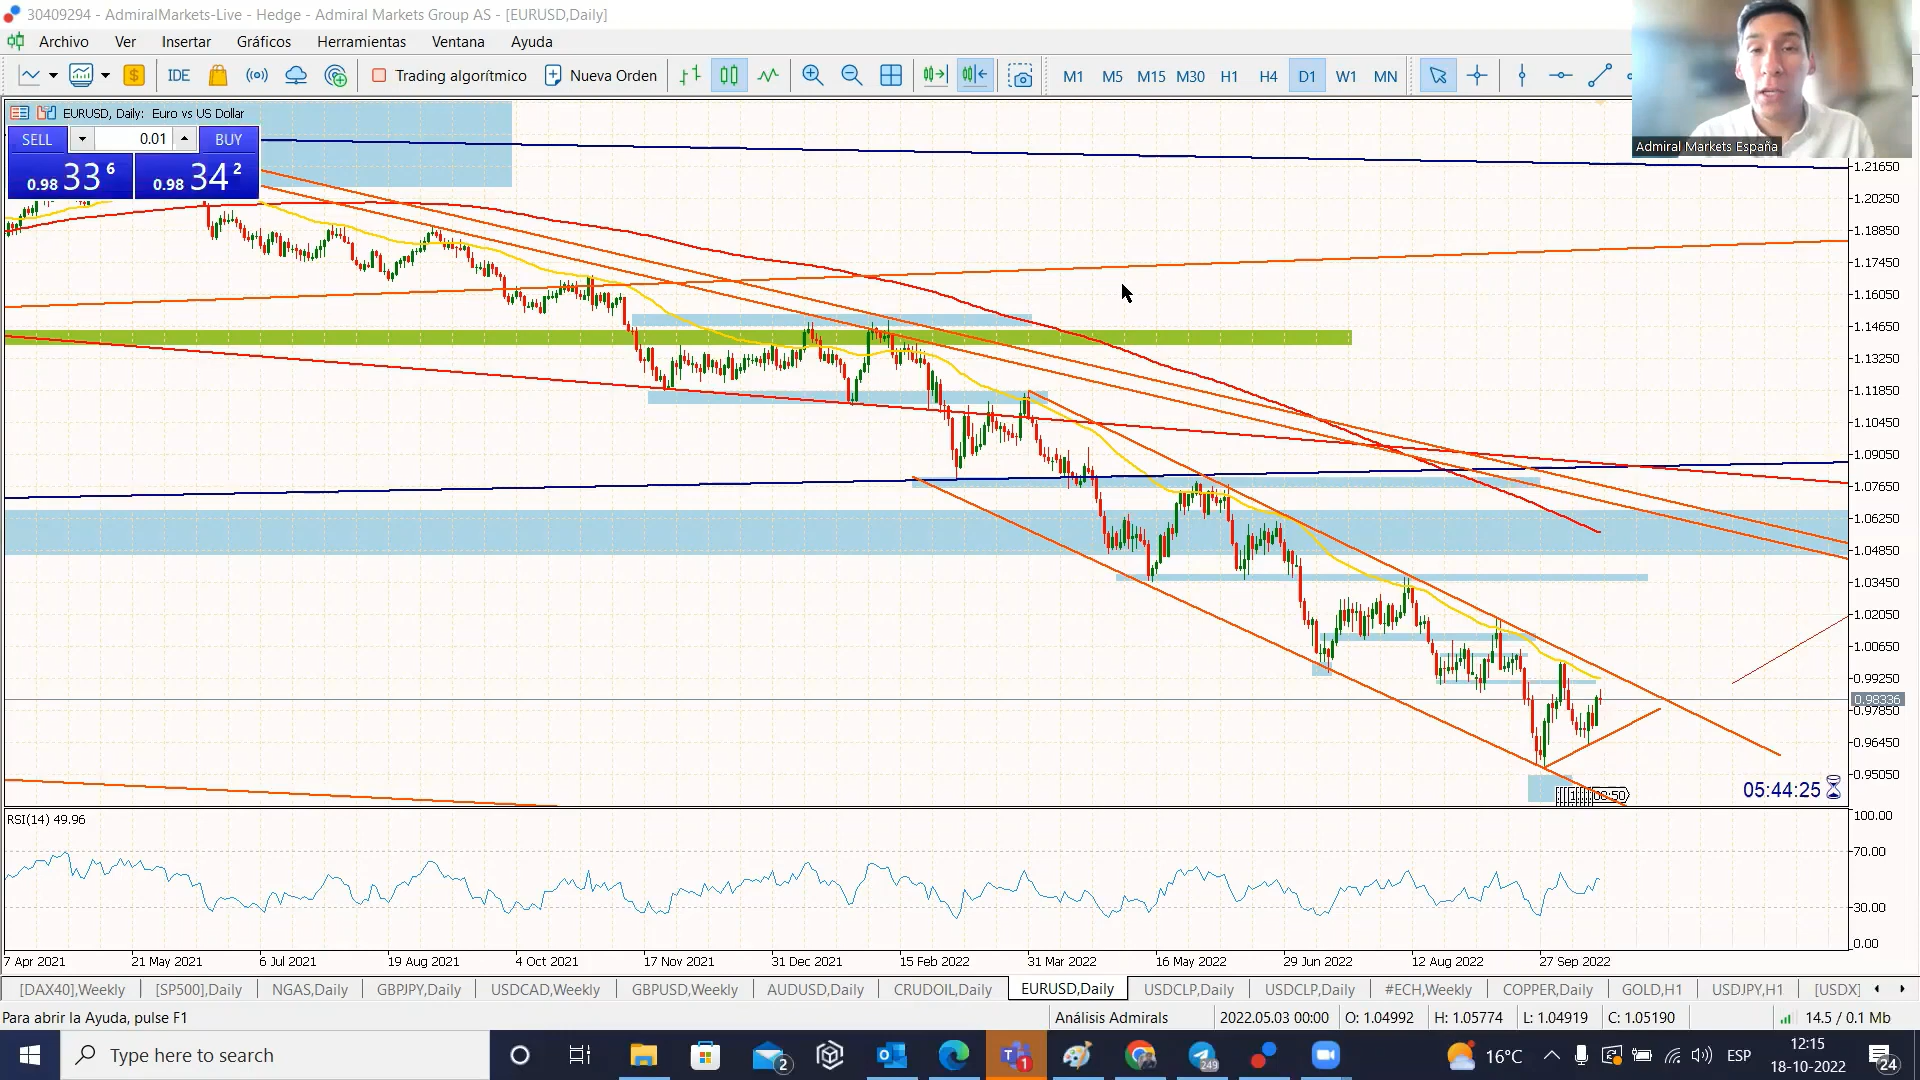 30409294 - AdmiralMarkets-Live - Hedge - Admiral Markets Group AS - [EURUSD,Daily]
Archivo Ver Insertar Gráficos Herramientas Ventana Ayuda
IDE Trading algorítmico Nueva Orden M1 M5 M15 M30 H1 H4 D1 W1 MN
EURUSD, Daily: Euro vs US Dollar
SELL 0.01 BUY
0.98 33 6 0.98 34 2
Admiral Markets España
1.21650
1.20250
1.18850
1.17450
1.16050
1.14650
1.13250
1.11850
1.10450
1.09050
1.07650
1.06250
1.04850
1.03450
1.02050
1.00650
0.99250
0.98336
0.97850
0.96450
0.95050
05:44:25
08:50
RSI(14) 49.96
100.00
70.00
30.00
0.00
7 Apr 2021 21 May 2021 6 Jul 2021 19 Aug 2021 4 Oct 2021 17 Nov 2021 31 Dec 2021 15 Feb 2022 31 Mar 2022 16 May 2022 29 Jun 2022 12 Aug 2022 27 Sep 2022
[DAX40],Weekly [SP500],Daily NGAS,Daily GBPJPY,Daily USDCAD,Weekly GBPUSD,Weekly AUDUSD,Daily CRUDOIL,Daily EURUSD,Daily USDCLP,Daily USDCLP,Daily #ECH,Weekly COPPER,Daily GOLD,H1 USDJPY,H1 [USDX]
Para abrir la Ayuda, pulse F1 Análisis Admirals 2022.05.03 00:00 O: 1.04992 H: 1.05774 L: 1.04919 C: 1.05190 14.5 / 0.1 Mb
Type here to search 2 1 249 16°C ESP 12:15
18-10-2022 24